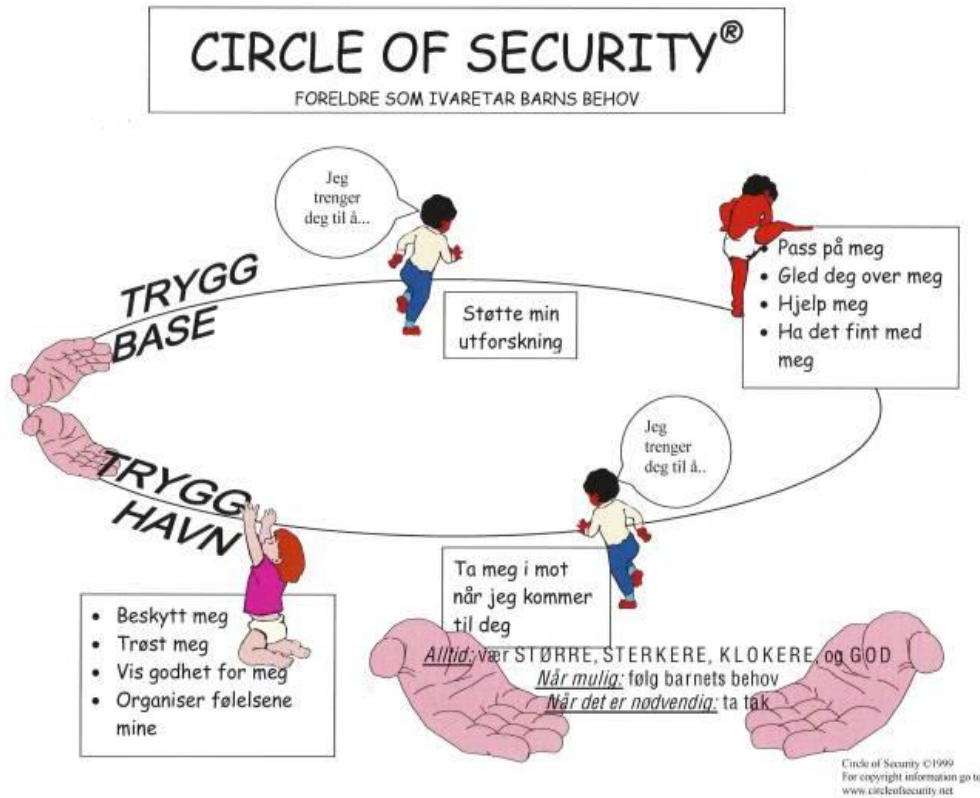 CIRCLE OF SECURITY®
FORELDRE SOM IVARETAR BARNS BEHOV
Jeg
trenger
deg til å...
TRYGG
BASE
Støtte min
utforskning
• Pass på meg
• Gled deg over meg
• Hjelp meg
• Ha det fint med
meg
Jeg
trenger
deg til å..
TRYGG
HAVN
Ta meg i mot
når jeg kommer
til deg
• Beskytt meg
• Trøst meg
• Vis godhet for meg
• Organiser følelsene
mine
Alltid: vær STØRRE, STERKERE, KLOKERE, og GOD
Når mulig: følg barnets behov
Når det er nødvendig: ta tak
Circle of Security ©1999
For copyright information go to
www.circleofsecurity.net